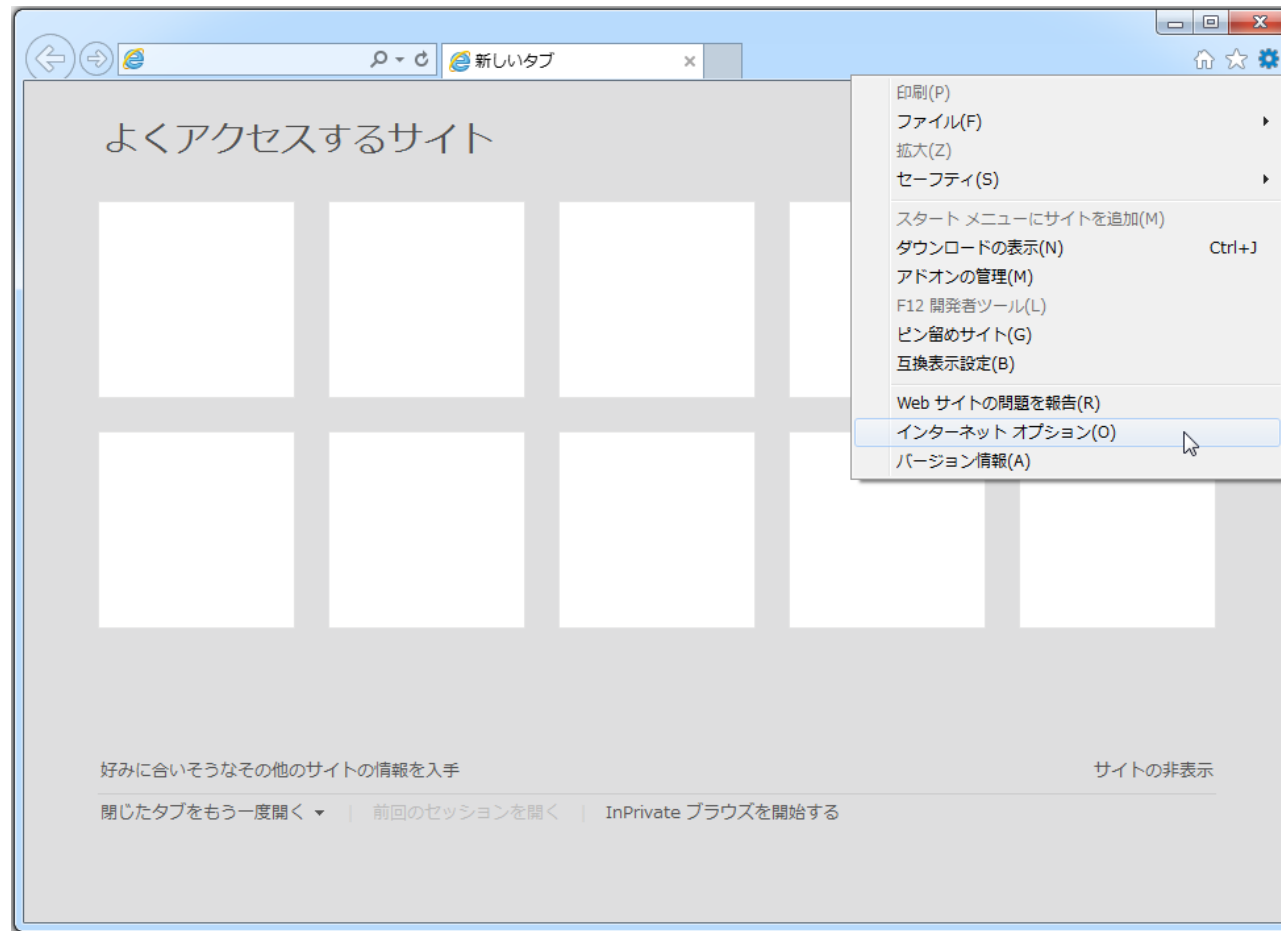 新しいタブ
よくアクセスするサイト
印刷(P)
ファイル(F)
拡大(Z)
セーフティ(S)
スタート メニューにサイトを追加(M)
ダウンロードの表示(N) Ctrl+J
アドオンの管理(M)
F12 開発者ツール(L)
ピン留めサイト(G)
互換表示設定(B)
Web サイトの問題を報告(R)
インターネット オプション(O)
バージョン情報(A)
好みに合いそうなその他のサイトの情報を入手 サイトの非表示
閉じたタブをもう一度開く 前回のセッションを開く InPrivate ブラウズを開始する